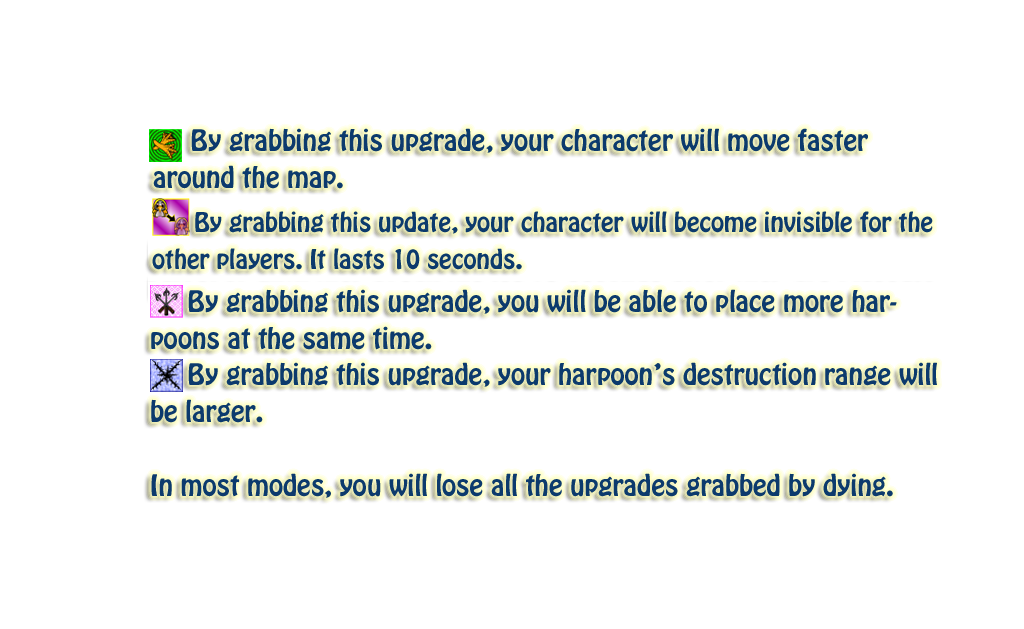 By grabbing this upgrade, your character will move faster
around the map.
By grabbing this update, your character will become invisible for the
other players. It lasts 10 seconds.
By grabbing this upgrade, you will be able to place more har-
poons at the same time.
By grabbing this upgrade, your harpoon's destruction range will
be larger.
In most modes, you will lose all the upgrades grabbed by dying.